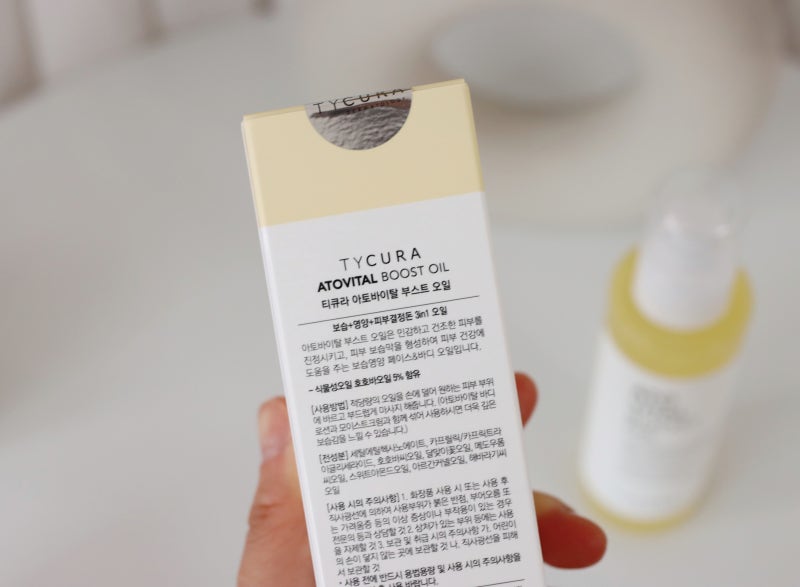 TYCURA
TYCURA
ATOVITAL BOOST OIL
티큐라 아토바이탈 부스트 오일
보습+영양+피부결정돈 3in1 오일
아토바이탈 부스트 오일은 민감하고 건조한 피부를
진정시키고, 피부 보습막을 형성하여 피부 건강에
도움을 주는 보습영양 페이스&바디 오일입니다.
- 식물성오일 호호바오일 5% 함유
[사용방법] 적당량의 오일을 손에 덜어 원하는 피부 부위
에 바르고 부드럽게 마사지 해줍니다. (아토바이탈 바디
로션과 모이스트크림과 함께 섞어 사용하시면 더욱 깊은
보습감을 느낄 수 있습니다.)
[전성분] 세틸에틸헥사노에이트, 카프릴릭/카프릭트라
이글리세라이드, 호호바씨오일, 달맞이꽃오일, 메도우폼
씨오일, 스위트아몬드오일, 아르간커넬오일, 해바라기씨
오일
[사용 시의 주의사항] 1. 화장품 사용 시 또는 사용 후
직사광선에 의하여 사용부위가 붉은 반점, 부어오름 또
는 가려움증 등의 이상 증상이나 부작용이 있는 경우
전문의 등과 상담할 것 2. 상처가 있는 부위 등에는 사용
을 자제할 것 3. 보관 및 취급 시의 주의사항 가. 어린이
의 손이 닿지 않는 곳에 보관할 것 나. 직사광선을 피해
서 보관할 것
· 사용 전에 반드시 용법용량 및 사용 시의 주의사항을
후 사용 바랍니다.